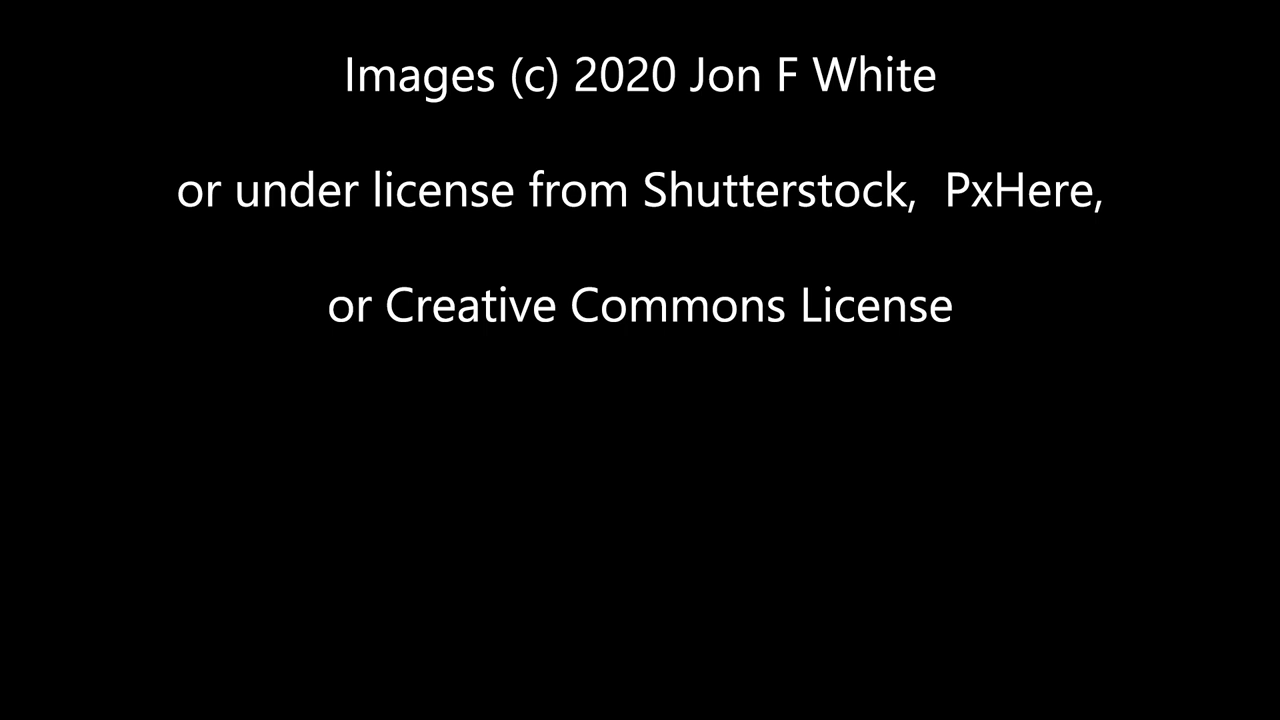 Images (c) 2020 Jon F White
or under license from Shutterstock,  PxHere,
or Creative Commons License